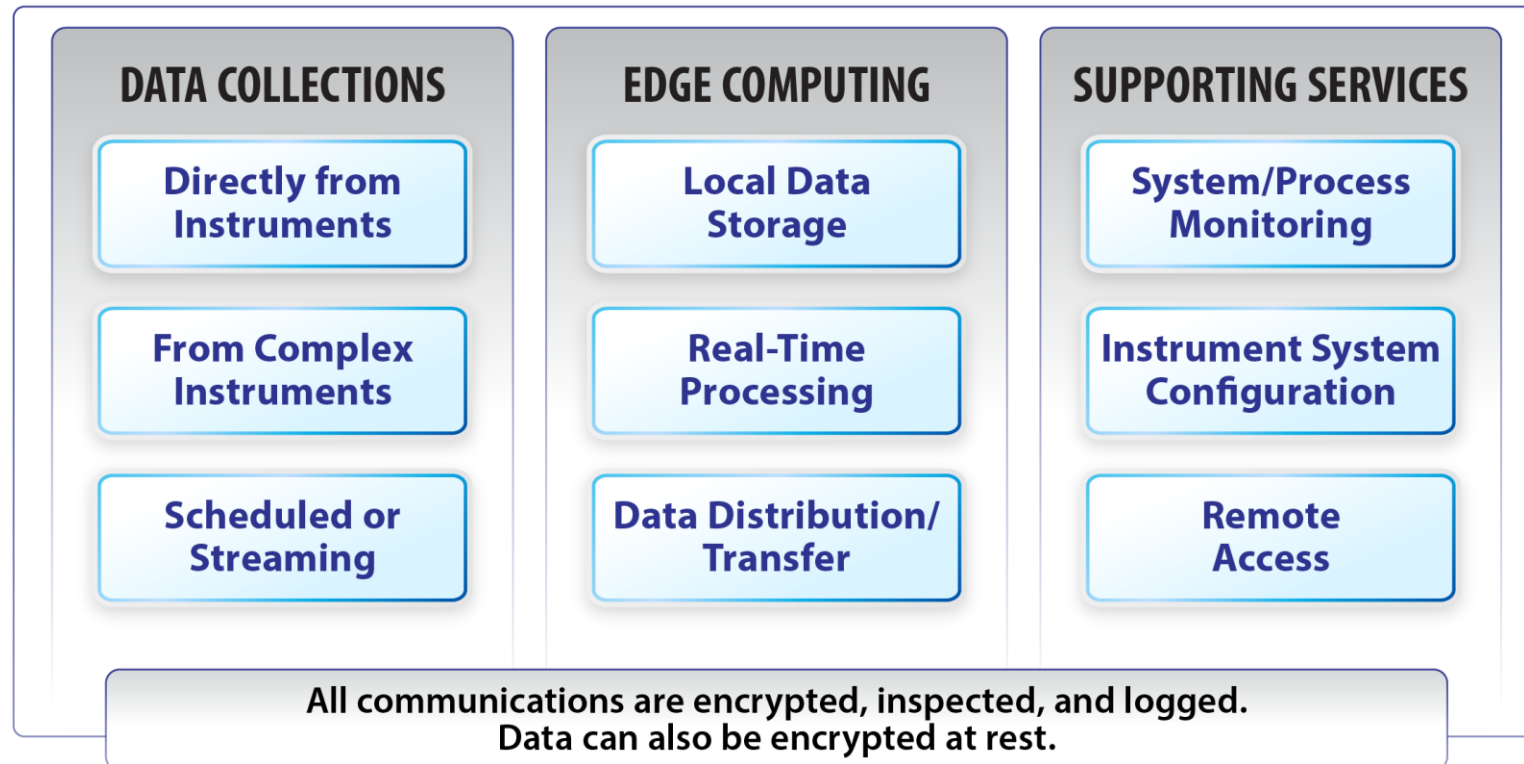 DATA COLLECTIONS
Directly from
Instruments
From Complex
Instruments
Scheduled or
Streaming
EDGE COMPUTING
Local Data
Storage
Real-Time
Processing
Data Distribution/
Transfer
SUPPORTING SERVICES
System/Process
Monitoring
Instrument System
Configuration
Remote
Access
All communications are encrypted, inspected, and logged.
Data can also be encrypted at rest.